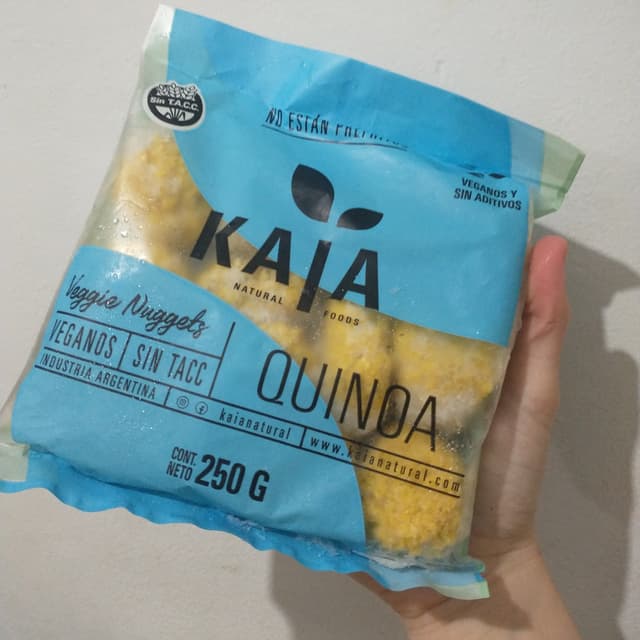 Sin T.A.C.C.
NO ESTÁN
VEGANOS Y
SIN ADITIVOS
KAIA
NATURAL FOODS
Veggie Nuggets
VEGANOS | SIN TACC
INDUSTRIA ARGENTINA
QUINOA
kaianatural | www.kaianatural.com
CONT.
NETO 250 G